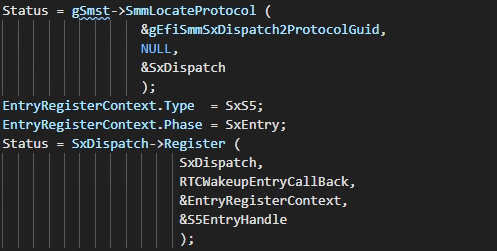 Status = gSmst->SmmLocateProtocol (
&gEfiSmmSxDispatch2ProtocolGuid,
NULL,
&SxDispatch
);
EntryRegisterContext.Type  = SxS5;
EntryRegisterContext.Phase = SxEntry;
Status = SxDispatch->Register (
SxDispatch,
RTCWakeupEntryCallBack,
&EntryRegisterContext,
&S5EntryHandle
);